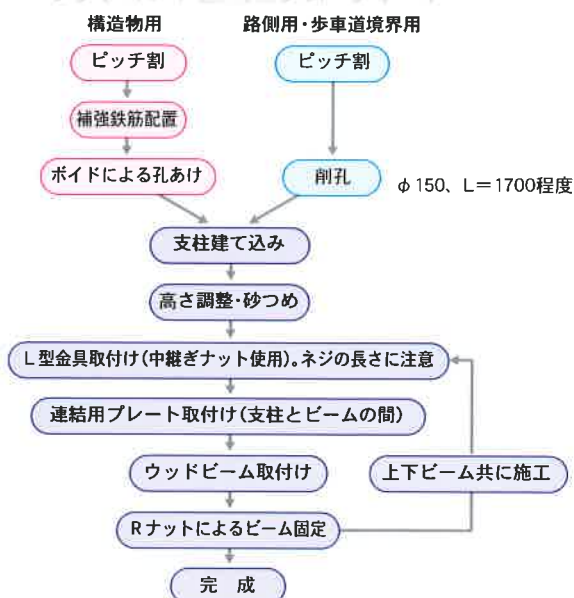 構造物用
路側用・歩車道境界用
ピッチ割
ピッチ割
補強鉄筋配置
ボイドによる孔あけ
削孔
φ150、L=1700程度
支柱建て込み
高さ調整・砂つめ
L型金具取付け(中継ぎナット使用)。ネジの長さに注意
連結用プレート取付け(支柱とビームの間)
ウッドビーム取付け
上下ビーム共に施工
Rナットによるビーム固定
完 成